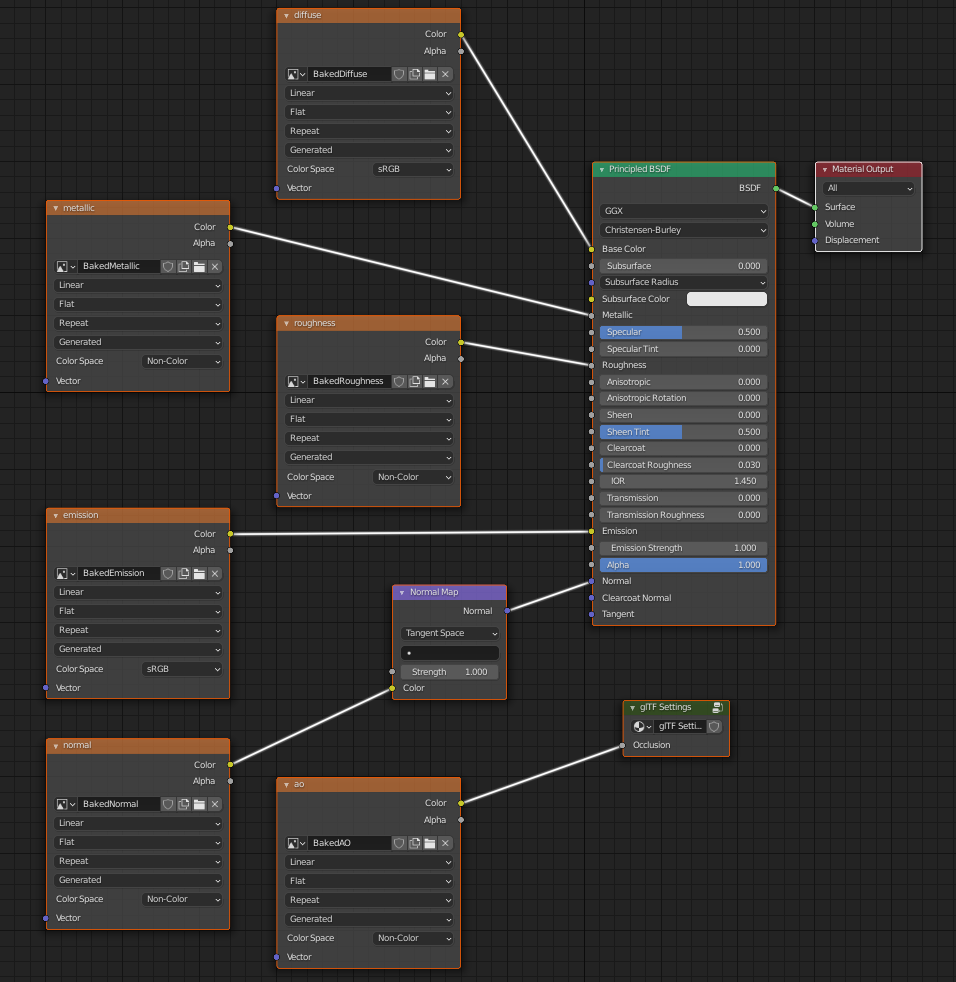 diffuse
Color
Alpha
BakedDiffuse
Linear
Flat
Repeat
Generated
Color Space sRGB
Vector
metallic
Color
Alpha
BakedMetallic
Linear
Flat
Repeat
Generated
Color Space Non-Color
Vector
roughness
Color
Alpha
BakedRoughness
Linear
Flat
Repeat
Generated
Color Space Non-Color
Vector
emission
Color
Alpha
BakedEmission
Linear
Flat
Repeat
Generated
Color Space sRGB
Vector
normal
Color
Alpha
BakedNormal
Linear
Flat
Repeat
Generated
Color Space Non-Color
Vector
ao
Color
Alpha
BakedAO
Linear
Flat
Repeat
Generated
Color Space Non-Color
Vector
Normal Map
Normal
Tangent Space
Strength 1.000
Color
Principled BSDF
BSDF
GGX
Christensen-Burley
Base Color
Subsurface 0.000
Subsurface Radius
Subsurface Color
Metallic
Specular 0.500
Specular Tint 0.000
Roughness
Anisotropic 0.000
Anisotropic Rotation 0.000
Sheen 0.000
Sheen Tint 0.500
Clearcoat 0.000
Clearcoat Roughness 0.030
IOR 1.450
Transmission 0.000
Transmission Roughness 0.000
Emission
Emission Strength 1.000
Alpha 1.000
Normal
Clearcoat Normal
Tangent
Material Output
All
Surface
Volume
Displacement
glTF Settings
glTF Setti...
Occlusion